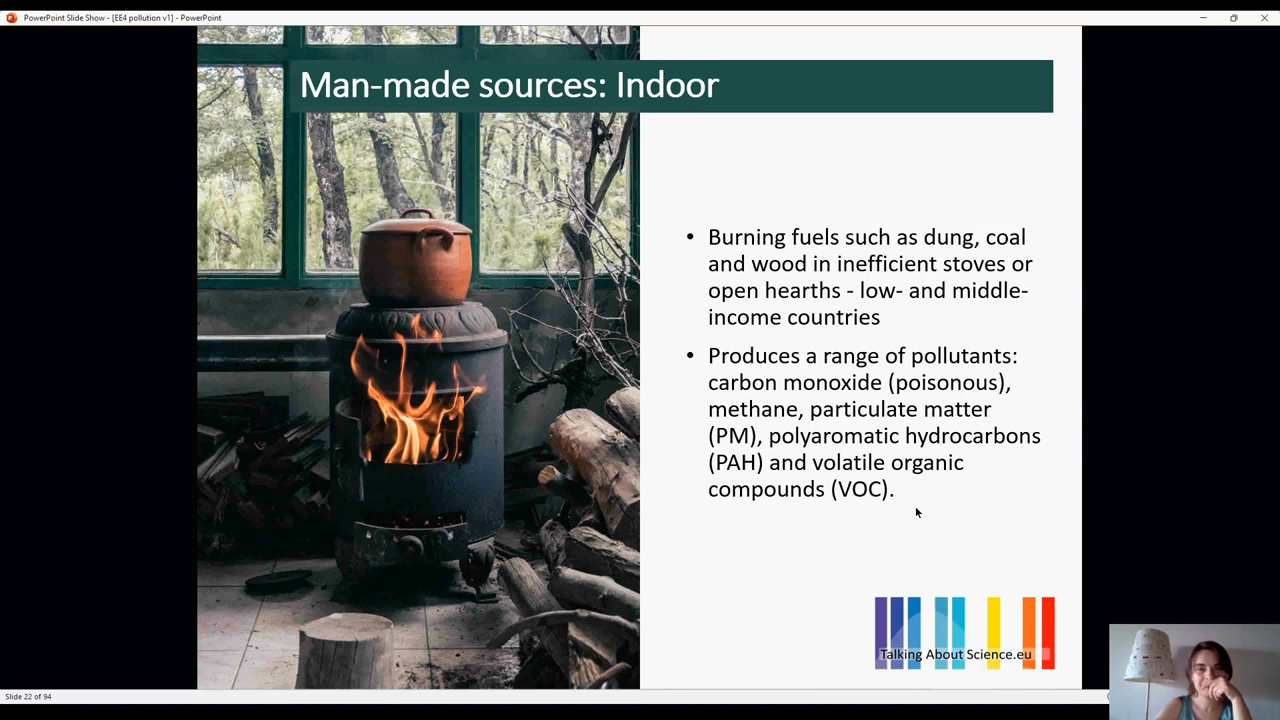 PowerPoint Slide Show - [EE4 pollution v1] - PowerPoint
Man-made sources: Indoor
• Burning fuels such as dung, coal
and wood in inefficient stoves or
open hearths - low- and middle-
income countries
• Produces a range of pollutants:
carbon monoxide (poisonous),
methane, particulate matter
(PM), polyaromatic hydrocarbons
(PAH) and volatile organic
compounds (VOC).
Talking About Science.eu
Slide 22 of 94